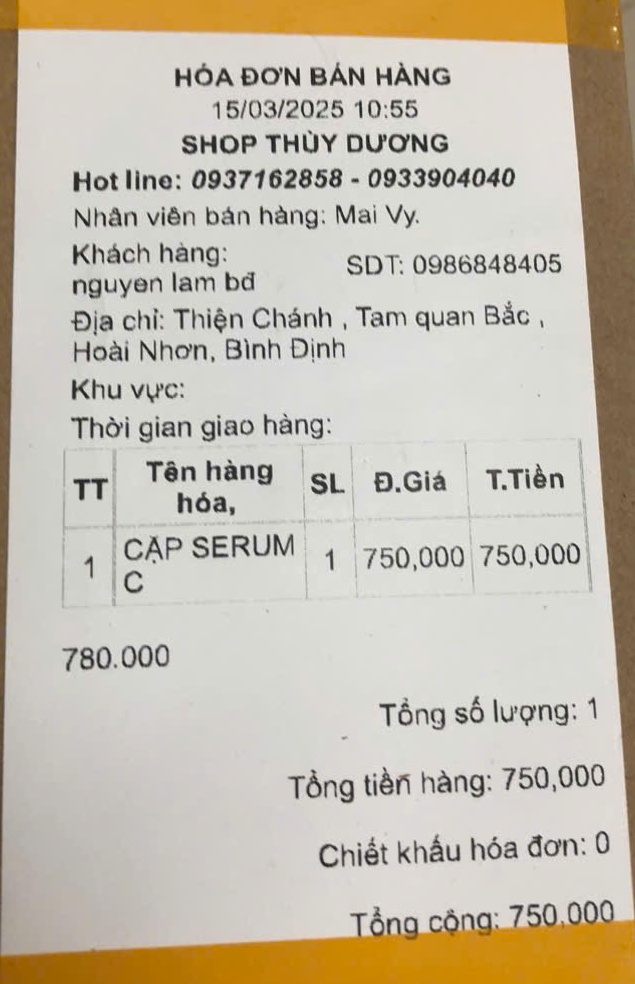 HÓA ĐƠN BÁN HÀNG
15/03/2025 10:55
SHOP THÙY DƯƠNG
Hot line: 0937162858 - 0933904040
Nhân viên bán hàng: Mai Vy.
Khách hàng:
nguyen lam bđ
SDT: 0986848405
Địa chỉ: Thiện Chánh , Tam quan Bắc ,
Hoài Nhơn, Bình Định
Khu vực:
Thời gian giao hàng:
TT Tên hàng hóa, SL Đ.Giá T.Tiền
1 CẶP SERUM C 1 750,000 750,000
780.000
Tổng số lượng: 1
Tổng tiền hàng: 750,000
Chiết khấu hóa đơn: 0
Tổng cộng: 750,000